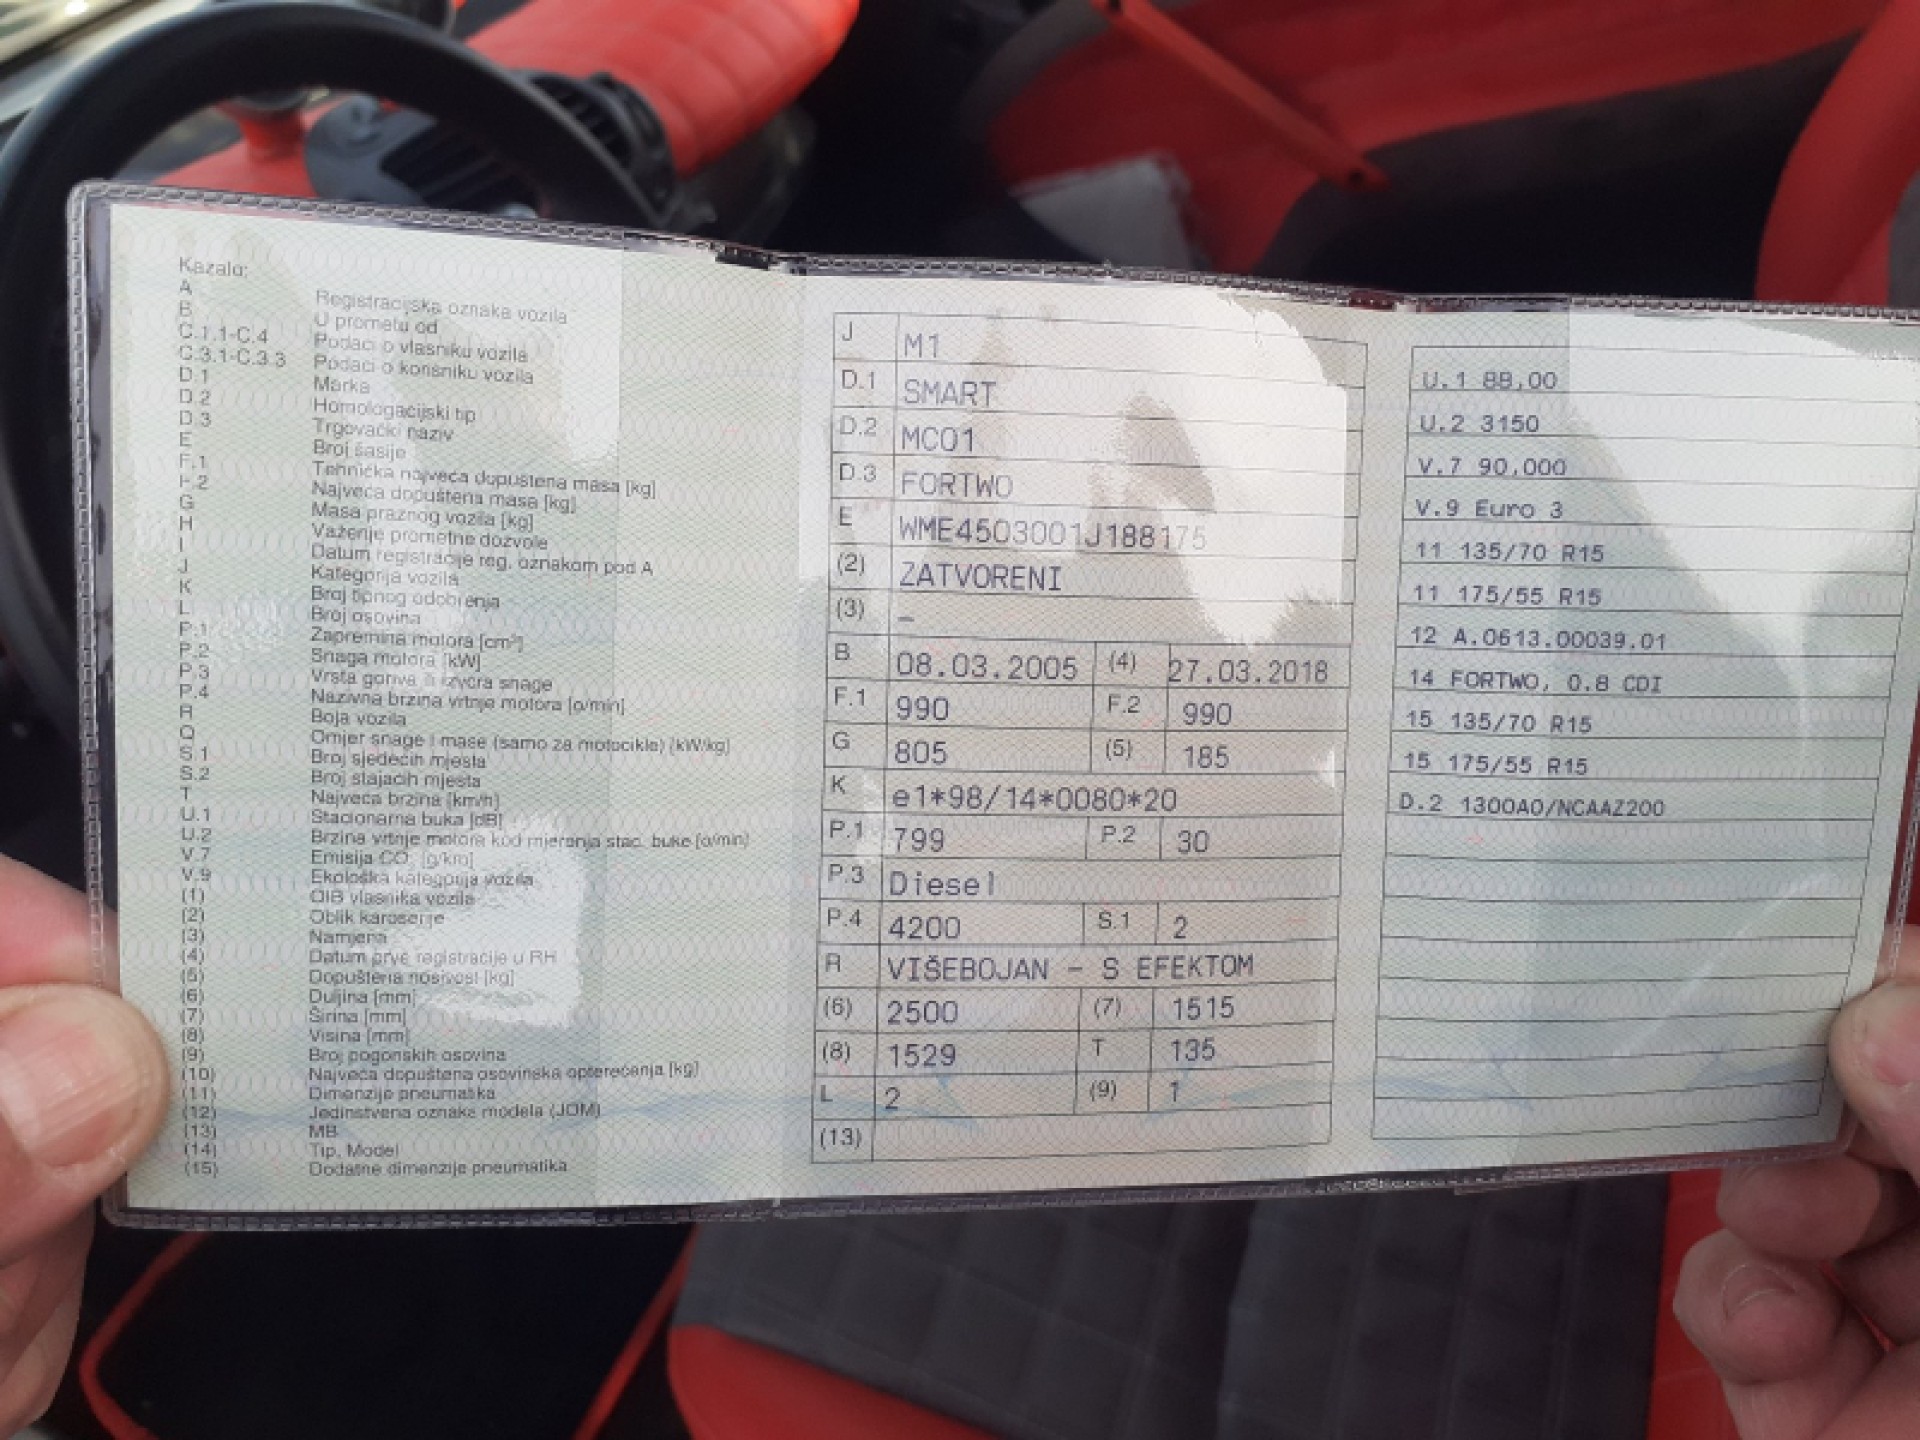 Kazalo:
A Registracijska oznaka vozila
B U prometu od
C.1.1-C.4 Podaci o vlasniku vozila
C.3.1-C.3.3 Podaci o korisniku vozila
D.1 Marka
D.2 Homologacijski tip
D.3 Trgovački naziv
E Broj šasije
F.1 Tehnička najveća dopuštena masa [kg]
F.2 Najveća dopuštena masa [kg]
G Masa praznog vozila [kg]
H Važenje prometne dozvole
I Datum registracije reg. oznakom pod A
J Kategorija vozila
K Broj tipnog odobrenja
L Broj osovina
P.1 Zapremina motora [cm³]
P.2 Snaga motora [kW]
P.3 Vrsta goriva ili izvora snage
P.4 Nazivna brzina vrtnje motora [o/min]
R Boja vozila
Q Omjer snage i mase (samo za motocikle) [kW/kg]
S.1 Broj sjedećih mjesta
S.2 Broj stajaćih mjesta
T Najveća brzina [km/h]
U.1 Stacionarna buka [dB]
U.2 Brzina vrtnje motora kod mjerenja stac. buke [o/min]
V.7 Emisija CO₂ [g/km]
V.9 Ekološka kategorija vozila
(1) OIB vlasnika vozila
(2) Oblik karoserije
(3) Namjena
(4) Datum prve registracije u RH
(5) Dopuštena nosivost [kg]
(6) Duljina [mm]
(7) Širina [mm]
(8) Visina [mm]
(9) Broj pogonskih osovina
(10) Najveća dopuštena osovinska opterećenja [kg]
(11) Dimenzije pneumatika
(12) Jedinstvena oznaka modela (JOM)
(13) MB
(14) Tip, Model
(15) Dodatne dimenzije pneumatika
J M1
D.1 SMART
D.2 MC01
D.3 FORTWO
E WME4503001J188175
(2) ZATVORENI
(3) –
B 08.03.2005 (4) 27.03.2018
F.1 990 F.2 990
G 805 (5) 185
K e1*98/14*0080*20
P.1 799 P.2 30
P.3 Diesel
P.4 4200 S.1 2
R VIŠEBOJAN – S EFEKTOM
(6) 2500 (7) 1515
(8) 1529 T 135
L 2 (9) 1
(13)
U.1 88,00
U.2 3150
V.7 90,000
V.9 Euro 3
11 135/70 R15
11 175/55 R15
12 A.0613.00039.01
14 FORTWO, 0.8 CDI
15 135/70 R15
15 175/55 R15
D.2 1300A0/NCAAZ200